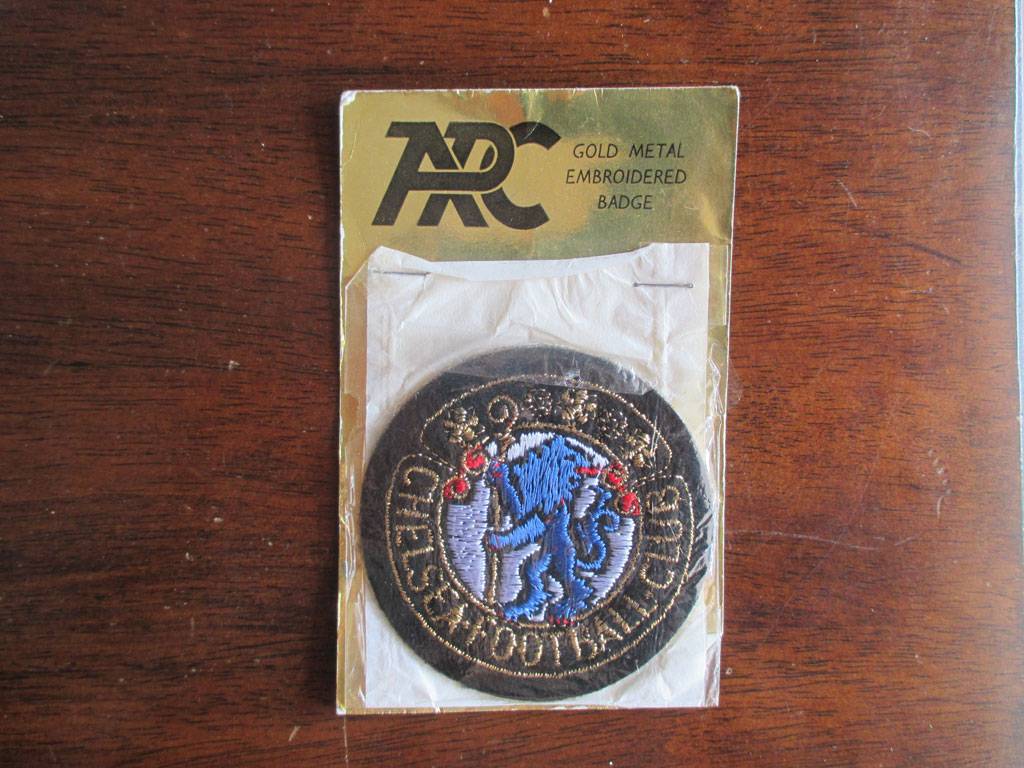 ARC
GOLD METAL
EMBROIDERED
BADGE
CHELSEA·FOOTBALL·CLUB